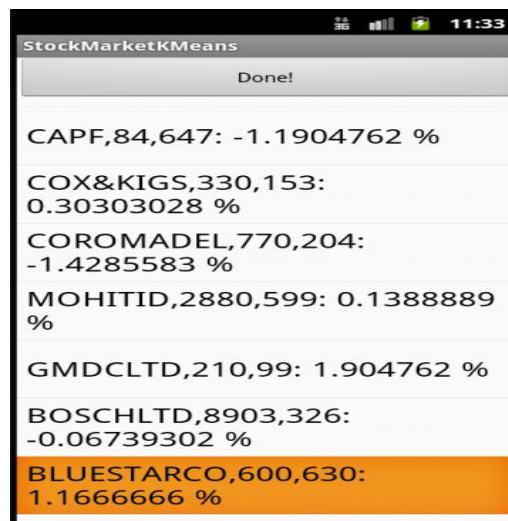 3G 11:33
StockMarketKMeans
Done!
CAPF,84,647: -1.1904762 %
COX&KIGS,330,153:
0.30303028 %
COROMADEL,770,204:
-1.4285583 %
MOHITID,2880,599: 0.1388889
%
GMDCLTD,210,99: 1.904762 %
BOSCHLTD,8903,326:
-0.06739302 %
BLUESTARCO,600,630:
1.1666666 %